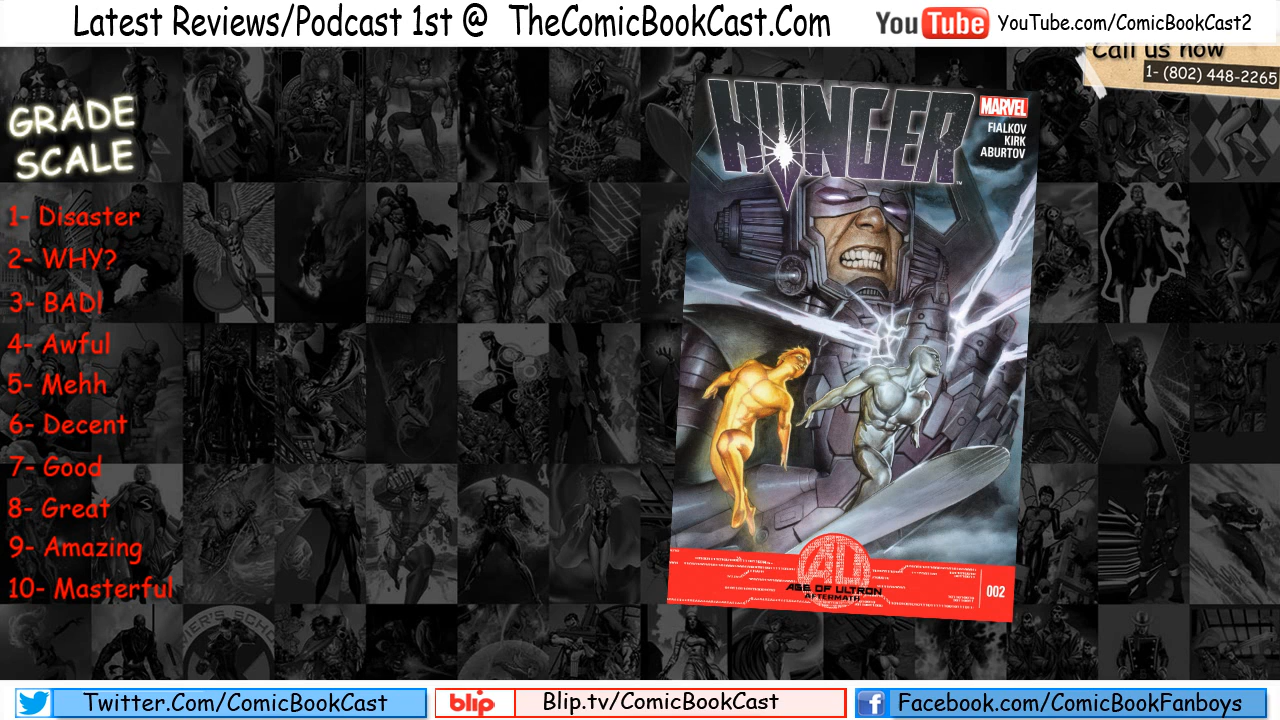 Latest Reviews/Podcast 1st @ TheComicBookCast.Com
YouTube YouTube.com/ComicBookCast2
Call us now
1- (802) 448-2265
GRADE
SCALE
1- Disaster
2- WHY?
3- BAD!
4- Awful
5- Mehh
6- Decent
7- Good
8- Great
9- Amazing
10- Masterful
HUNGER
MARVEL
FIALKOV
KIRK
ABURTOV
AU
AGE OF ULTRON
AFTERMATH
002
Twitter.Com/ComicBookCast
blip Blip.tv/ComicBookCast
Facebook.com/ComicBookFanboys